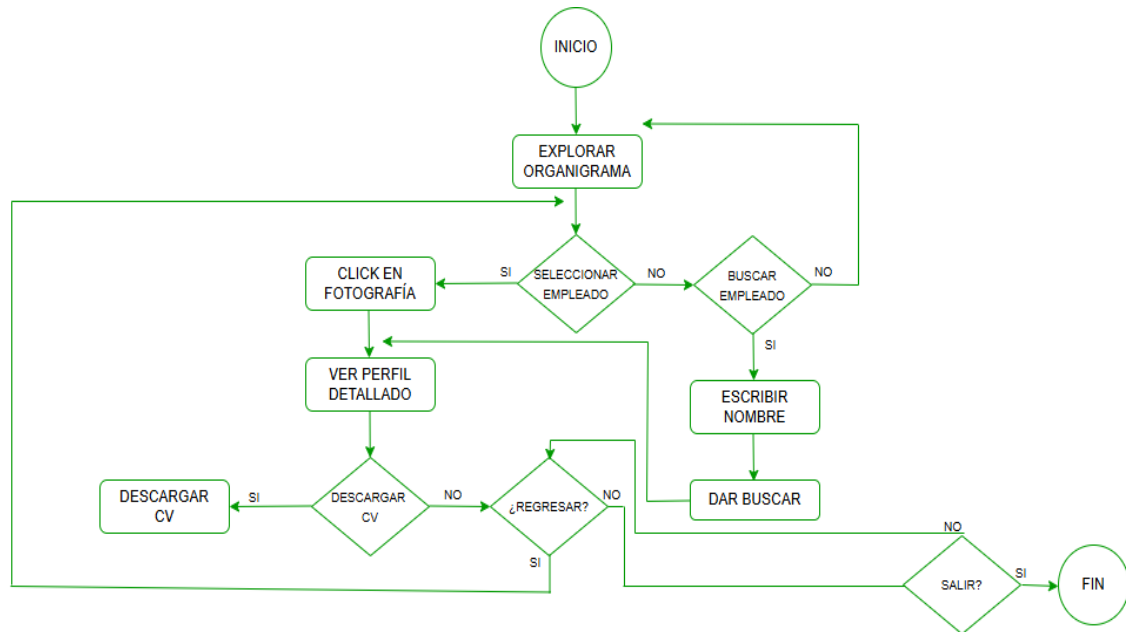 INICIO
EXPLORAR
ORGANIGRAMA
SI
SELECCIONAR
EMPLEADO
NO
BUSCAR
EMPLEADO
NO
CLICK EN
FOTOGRAFÍA
SI
VER PERFIL
DETALLADO
ESCRIBIR
NOMBRE
DESCARGAR
CV
SI
DESCARGAR
CV
NO
¿REGRESAR?
NO
SI
DAR BUSCAR
NO
SALIR?
SI
FIN